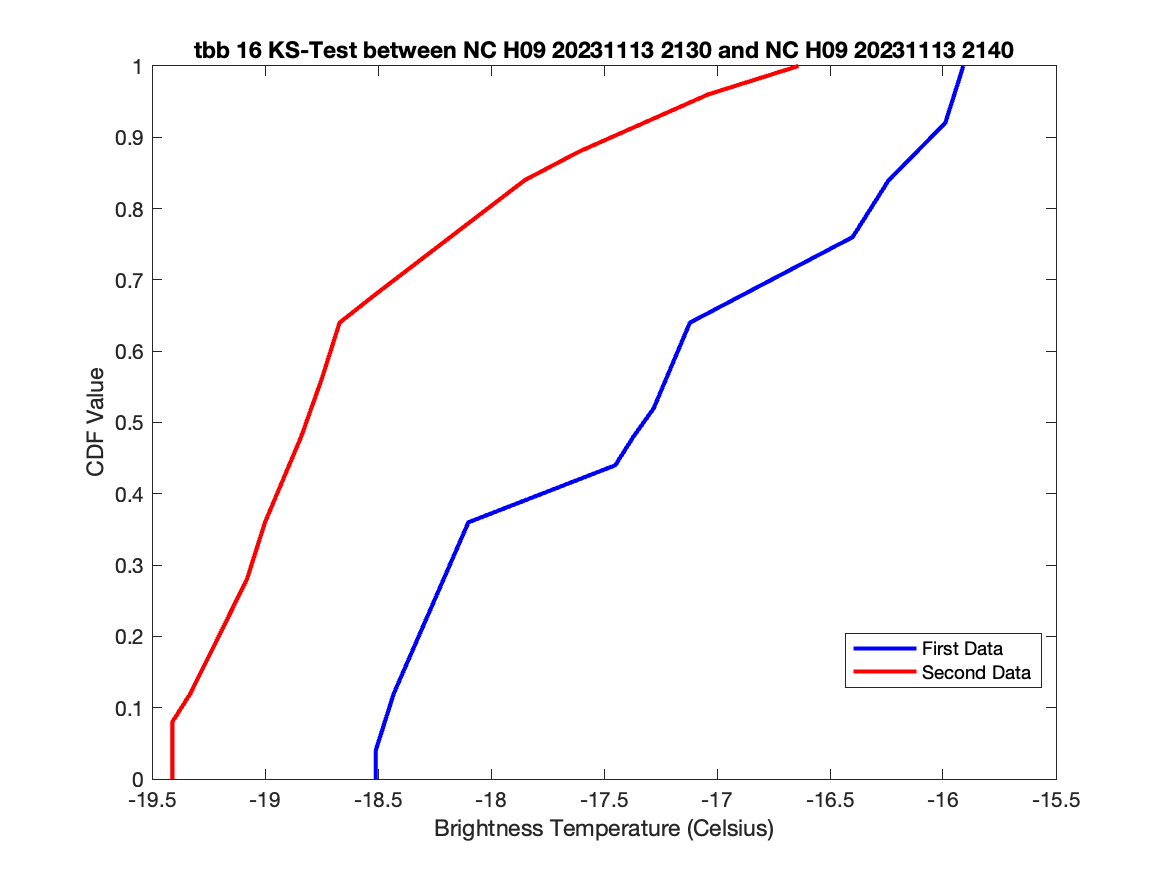 tbb 16 KS-Test between NC H09 20231113 2130 and NC H09 20231113 2140
1
0.9
0.8
0.7
0.6
0.5
0.4
0.3
0.2
0.1
0
CDF Value
First Data
Second Data
-19.5 -19 -18.5 -18 -17.5 -17 -16.5 -16 -15.5
Brightness Temperature (Celsius)